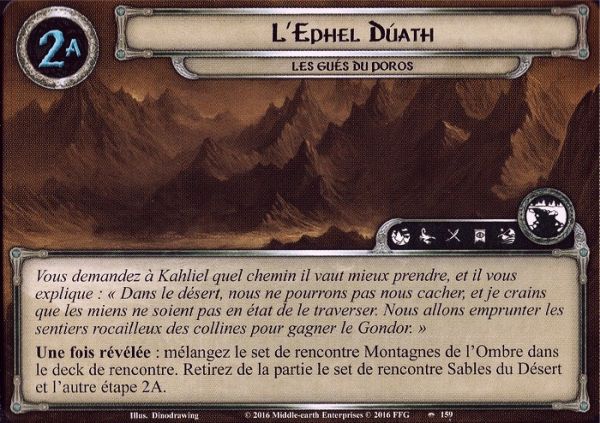 2A
L'Ephel Dúath
Les Gués du Poros
Vous demandez à Kahliel quel chemin il vaut mieux prendre, et il vous
explique : « Dans le désert, nous ne pourrons pas nous cacher, et je crains
que les miens ne soient pas en état de le traverser. Nous allons emprunter les
sentiers rocailleux des collines pour gagner le Gondor. »
Une fois révélée : mélangez le set de rencontre Montagnes de l'Ombre dans
le deck de rencontre. Retirez de la partie le set de rencontre Sables du Désert
et l'autre étape 2A.
Illus. Dinodrawing © 2016 Middle-earth Enterprises © 2016 FFG 159